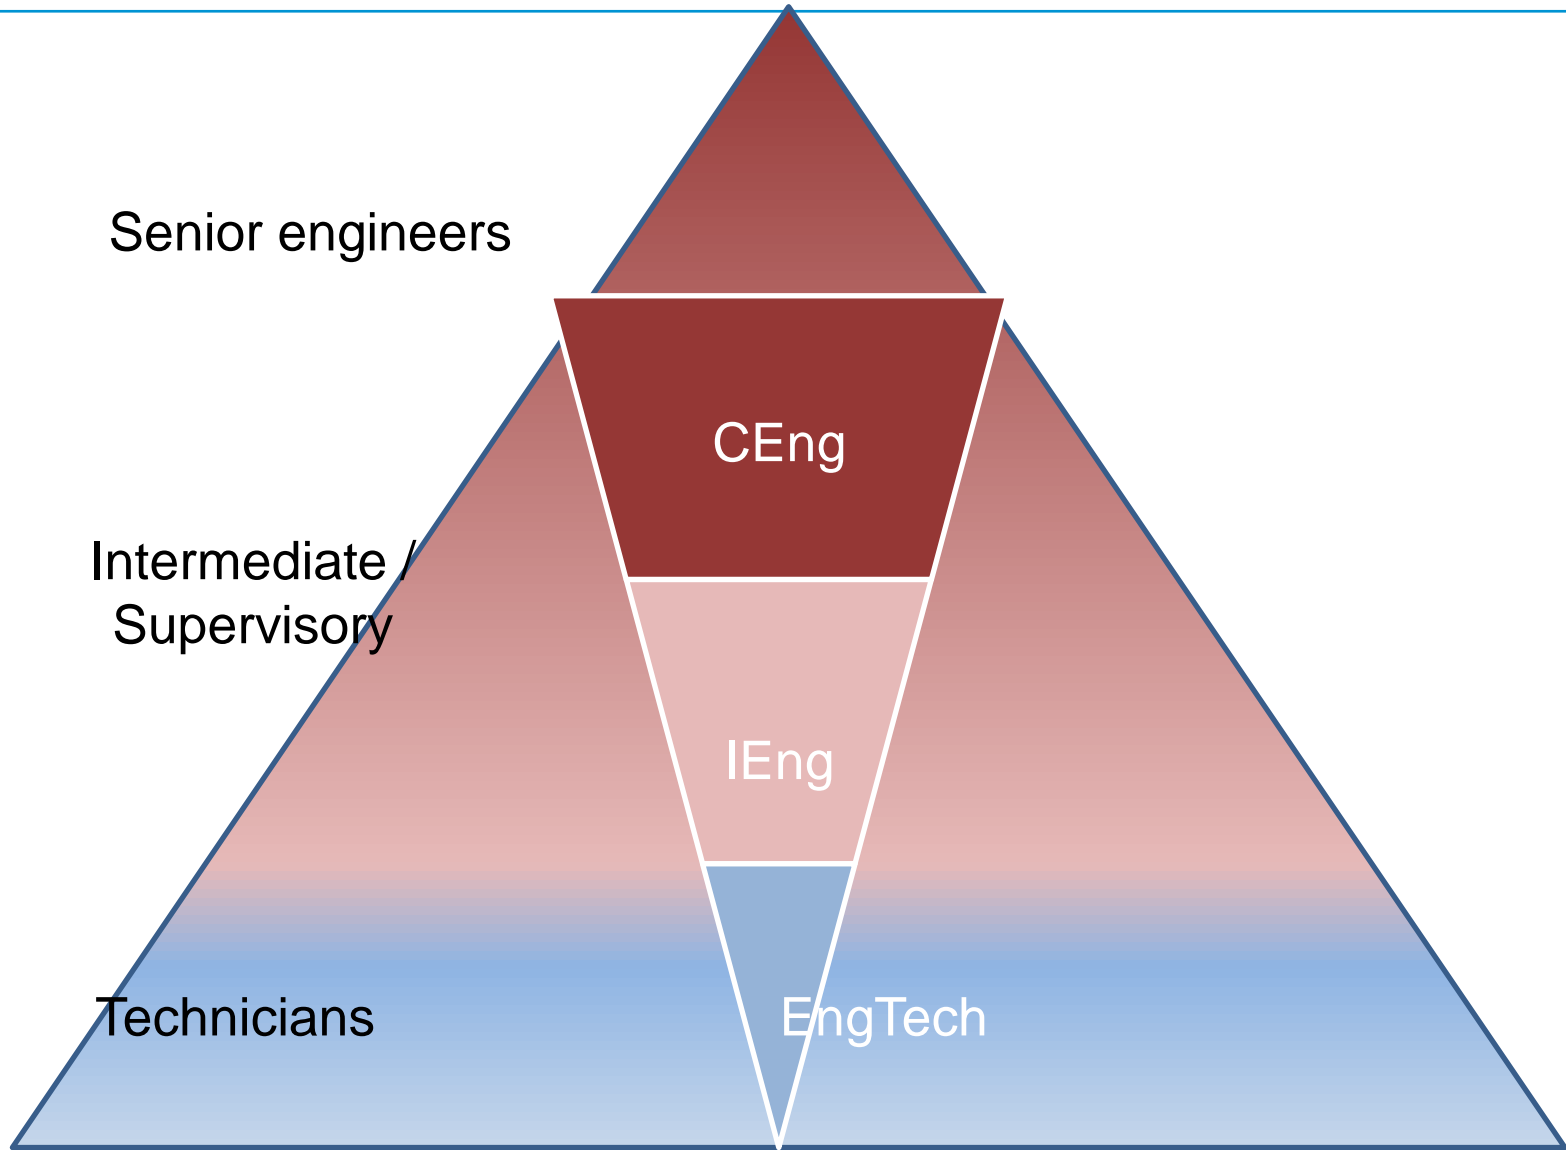 Senior engineers
CEng
Intermediate /
Supervisory
IEng
Technicians
EngTech